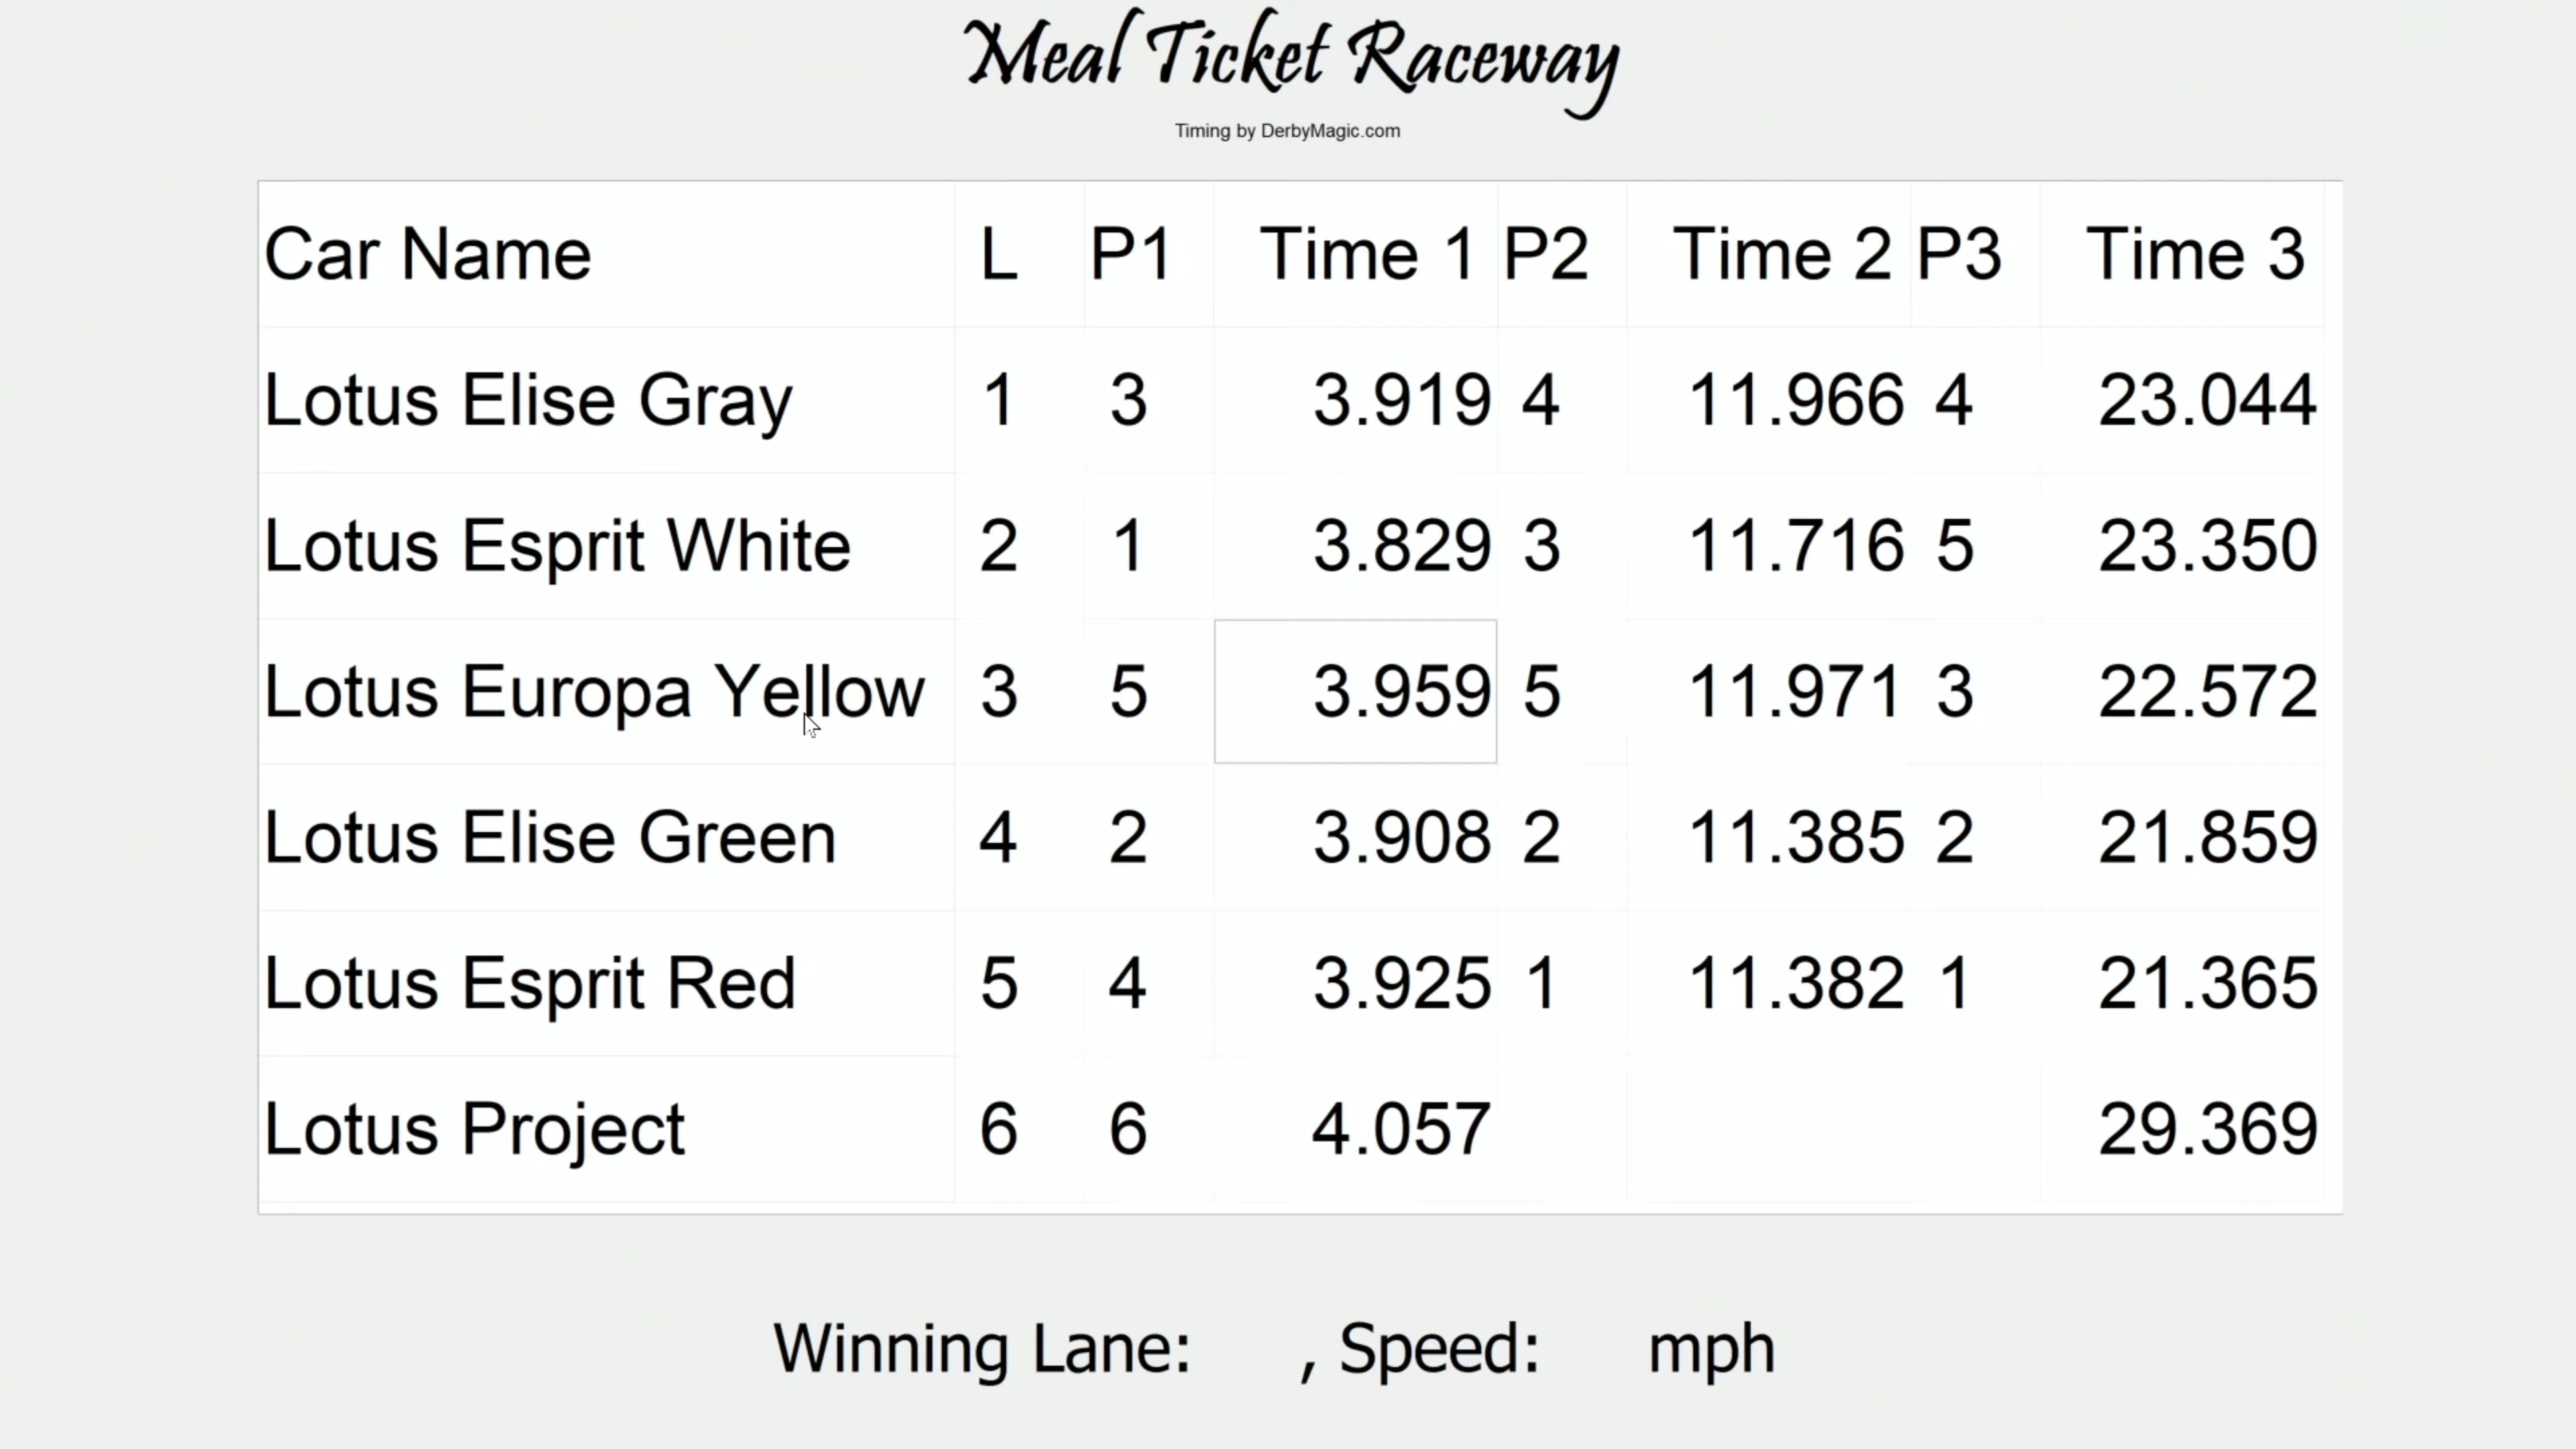 Meal Ticket Raceway
Timing by DerbyMagic.com
Car Name L P1 Time 1 P2 Time 2 P3 Time 3
Lotus Elise Gray 1 3 3.919 4 11.966 4 23.044
Lotus Esprit White 2 1 3.829 3 11.716 5 23.350
Lotus Europa Yellow 3 5 3.959 5 11.971 3 22.572
Lotus Elise Green 4 2 3.908 2 11.385 2 21.859
Lotus Esprit Red 5 4 3.925 1 11.382 1 21.365
Lotus Project 6 6 4.057 29.369
Winning Lane: , Speed: mph